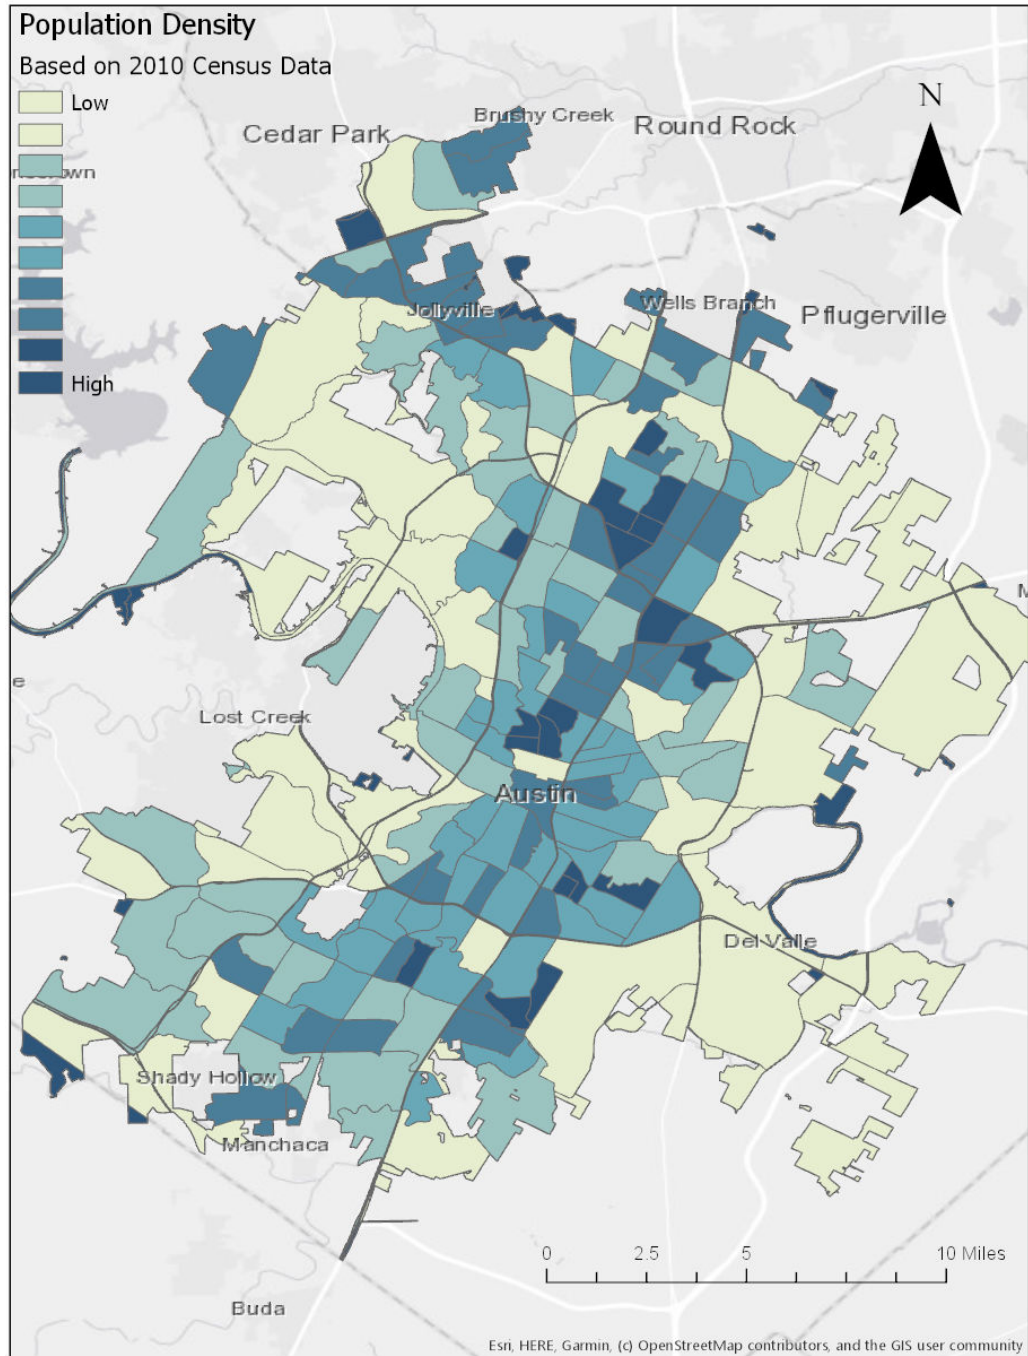 Population Density
Based on 2010 Census Data
Low
High
N
Brushy Creek
Cedar Park
Round Rock
Jollyville
Wells Branch
Pflugerville
M
e
Lost Creek
Austin
Del Valle
Shady Hollow
Manchaca
0 2.5 5 10 Miles
Buda
Esri, HERE, Garmin, (c) OpenStreetMap contributors, and the GIS user community